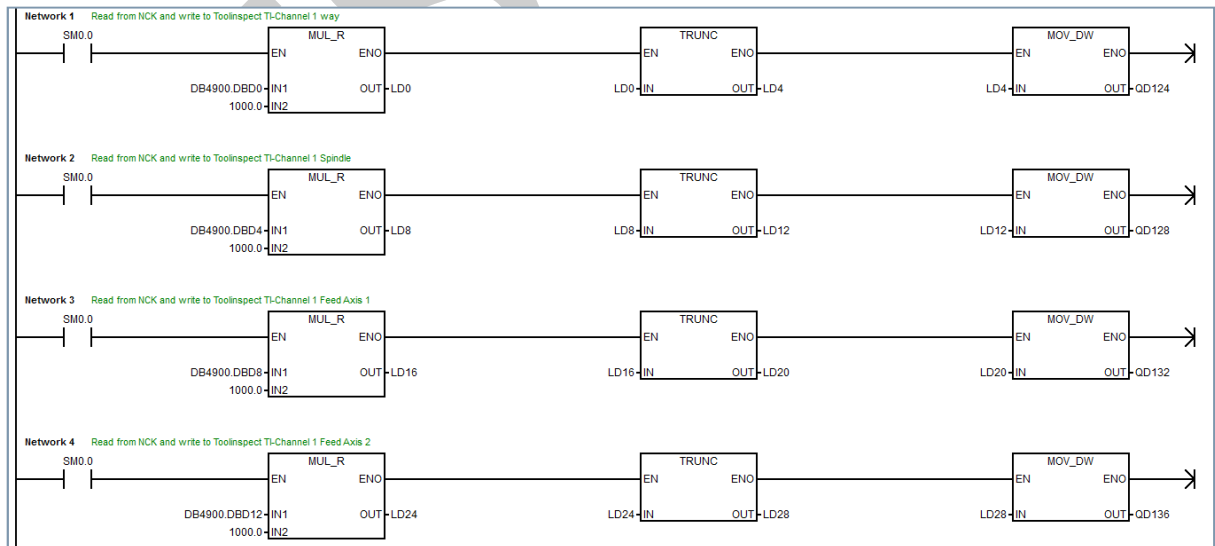 Network 1 Read from NCK and write to Toolinspect TI-Channel 1 way
SM0.0 MUL_R TRUNC MOV_DW
EN ENO EN ENO EN ENO
DB4900.DBD0 IN1 OUT LD0 LD0 IN OUT LD4 LD4 IN OUT QD124
1000.0 IN2
Network 2 Read from NCK and write to Toolinspect TI-Channel 1 Spindle
SM0.0 MUL_R TRUNC MOV_DW
EN ENO EN ENO EN ENO
DB4900.DBD4 IN1 OUT LD8 LD8 IN OUT LD12 LD12 IN OUT QD128
1000.0 IN2
Network 3 Read from NCK and write to Toolinspect TI-Channel 1 Feed Axis 1
SM0.0 MUL_R TRUNC MOV_DW
EN ENO EN ENO EN ENO
DB4900.DBD8 IN1 OUT LD16 LD16 IN OUT LD20 LD20 IN OUT QD132
1000.0 IN2
Network 4 Read from NCK and write to Toolinspect TI-Channel 1 Feed Axis 2
SM0.0 MUL_R TRUNC MOV_DW
EN ENO EN ENO EN ENO
DB4900.DBD12 IN1 OUT LD24 LD24 IN OUT LD28 LD28 IN OUT QD136
1000.0 IN2